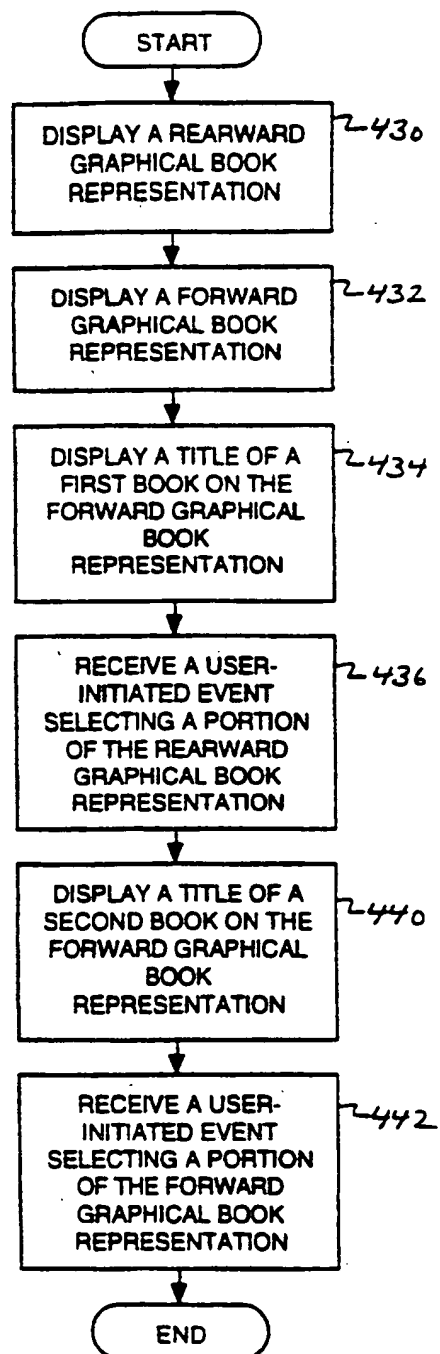 START
DISPLAY A REARWARD
GRAPHICAL BOOK
REPRESENTATION
430
DISPLAY A FORWARD
GRAPHICAL BOOK
REPRESENTATION
432
DISPLAY A TITLE OF A
FIRST BOOK ON THE
FORWARD GRAPHICAL
BOOK
REPRESENTATION
434
RECEIVE A USER-
INITIATED EVENT
SELECTING A PORTION
OF THE REARWARD
GRAPHICAL BOOK
REPRESENTATION
436
DISPLAY A TITLE OF A
SECOND BOOK ON THE
FORWARD GRAPHICAL
BOOK
REPRESENTATION
440
RECEIVE A USER-
INITIATED EVENT
SELECTING A PORTION
OF THE FORWARD
GRAPHICAL BOOK
REPRESENTATION
442
END